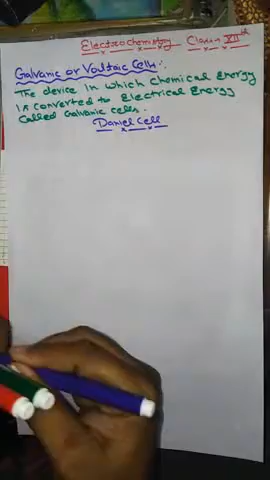 Electrochemistry Class - XIIth
Galvanic or Voltaic Cells :-
The device in which chemical Energy
is converted to Electrical Energy
called Galvanic cells.
Daniel Cell